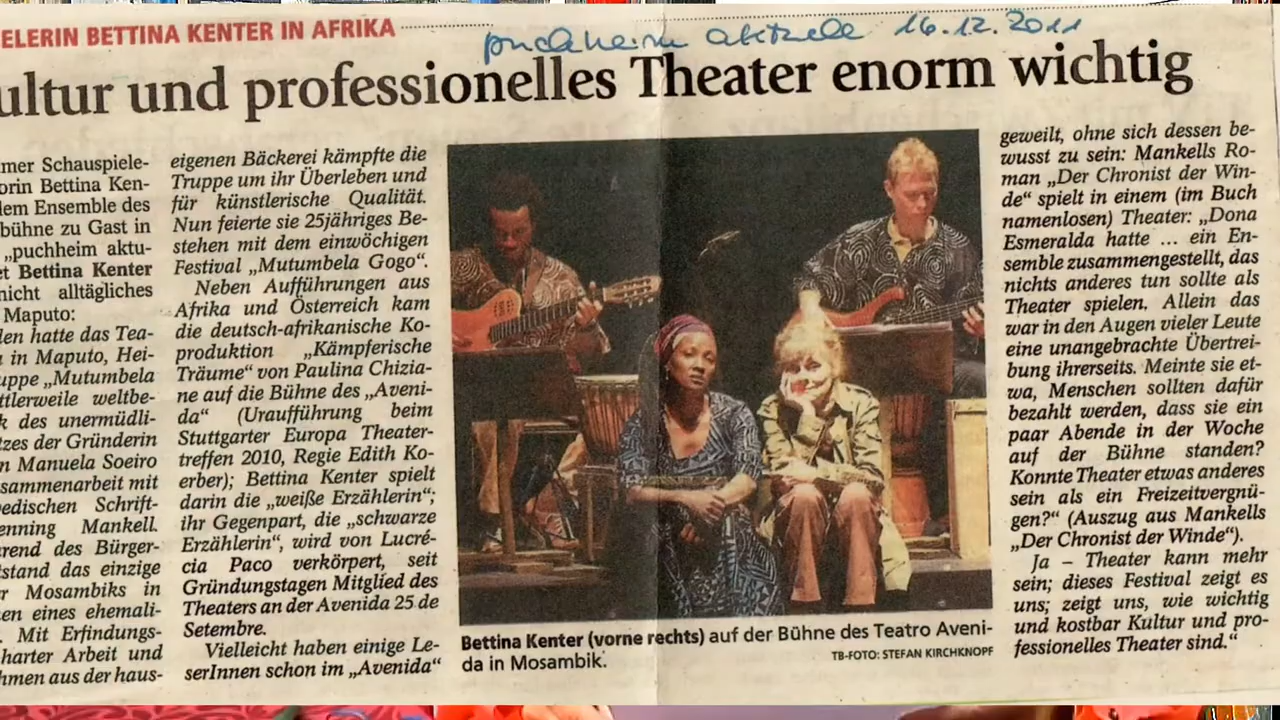 ELERIN BETTINA KENTER IN AFRIKA
puchheim aktuell 16.12.2011
ultur und professionelles Theater enorm wichtig
mer Schauspiele-
orin Bettina Ken-
dem Ensemble des
bühne zu Gast in
„puchheim aktu-
et Bettina Kenter
nicht alltägliches
Maputo:
den hatte das Tea-
in Maputo, Hei-
uppe „Mutumbela
ttlerweile weltbe-
k des unermüdli-
tzes der Gründerin
n Manuela Soeiro
sammenarbeit mit
edischen Schrift-
enning Mankell.
rend des Bürger-
tstand das einzige
r Mosambiks in
en eines ehemali-
. Mit Erfindungs-
harter Arbeit und
hmen aus der haus-
eigenen Bäckerei kämpfte die
Truppe um ihr Überleben und
für künstlerische Qualität.
Nun feierte sie 25jähriges Be-
stehen mit dem einwöchigen
Festival „Mutumbela Gogo“.
Neben Aufführungen aus
Afrika und Österreich kam
die deutsch-afrikanische Ko-
produktion „Kämpferische
Träume“ von Paulina Chizia-
ne auf die Bühne des „Aveni-
da“ (Uraufführung beim
Stuttgarter Europa Theater-
treffen 2010, Regie Edith Ko-
erber); Bettina Kenter spielt
darin die „weiße Erzählerin“;
ihr Gegenpart, die „schwarze
Erzählerin“, wird von Lucré-
cia Paco verkörpert, seit
Gründungstagen Mitglied des
Theaters an der Avenida 25 de
Setembre.
Vielleicht haben einige Le-
serInnen schon im „Avenida“
Bettina Kenter (vorne rechts) auf der Bühne des Teatro Aveni-
da in Mosambik.
TB-FOTO: STEFAN KIRCHKNOPF
geweilt, ohne sich dessen be-
wusst zu sein: Mankells Ro-
man „Der Chronist der Win-
de“ spielt in einem (im Buch
namenlosen) Theater: „Dona
Esmeralda hatte ... ein En-
semble zusammengestellt, das
nichts anderes tun sollte als
Theater spielen. Allein das
war in den Augen vieler Leute
eine unangebrachte Übertrei-
bung ihrerseits. Meinte sie et-
wa, Menschen sollten dafür
bezahlt werden, dass sie ein
paar Abende in der Woche
auf der Bühne standen?
Konnte Theater etwas anderes
sein als ein Freizeitvergnü-
gen?“ (Auszug aus Mankells
„Der Chronist der Winde“).
Ja – Theater kann mehr
sein; dieses Festival zeigt es
uns; zeigt uns, wie wichtig
und kostbar Kultur und pro-
fessionelles Theater sind.“